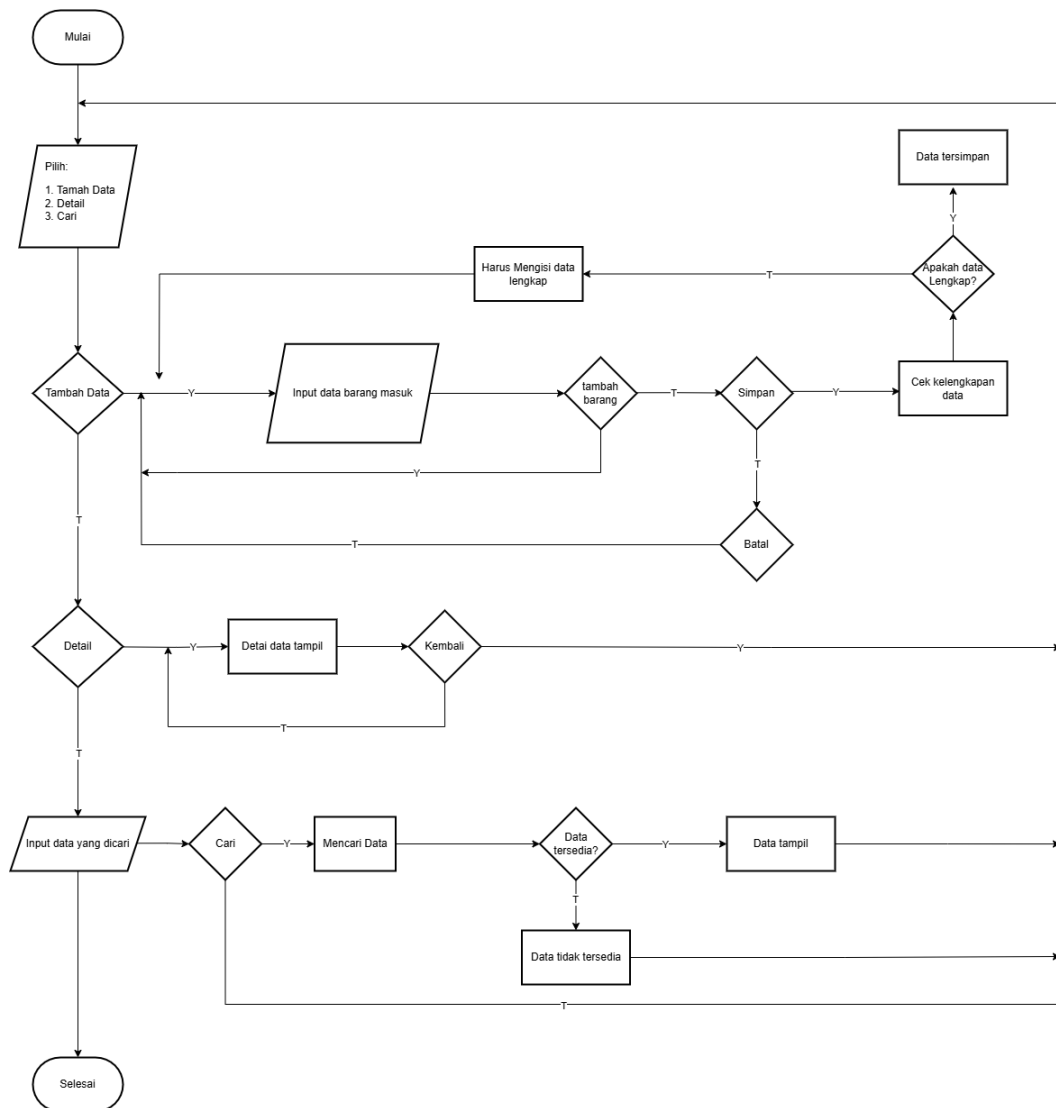 Mulai
Pilih:
1. Tamah Data
2. Detail
3. Cari
Data tersimpan
Y
Harus Mengisi data
lengkap
T
Apakah data
Lengkap?
Tambah Data
Y
Input data barang masuk
tambah
barang
T
Simpan
Y
Cek kelengkapan
data
Y
T
T
Batal
T
Detail
Y
Detai data tampil
Kembali
Y
T
T
Input data yang dicari
Cari
Y
Mencari Data
Data
tersedia?
Y
Data tampil
T
Data tidak tersedia
T
Selesai